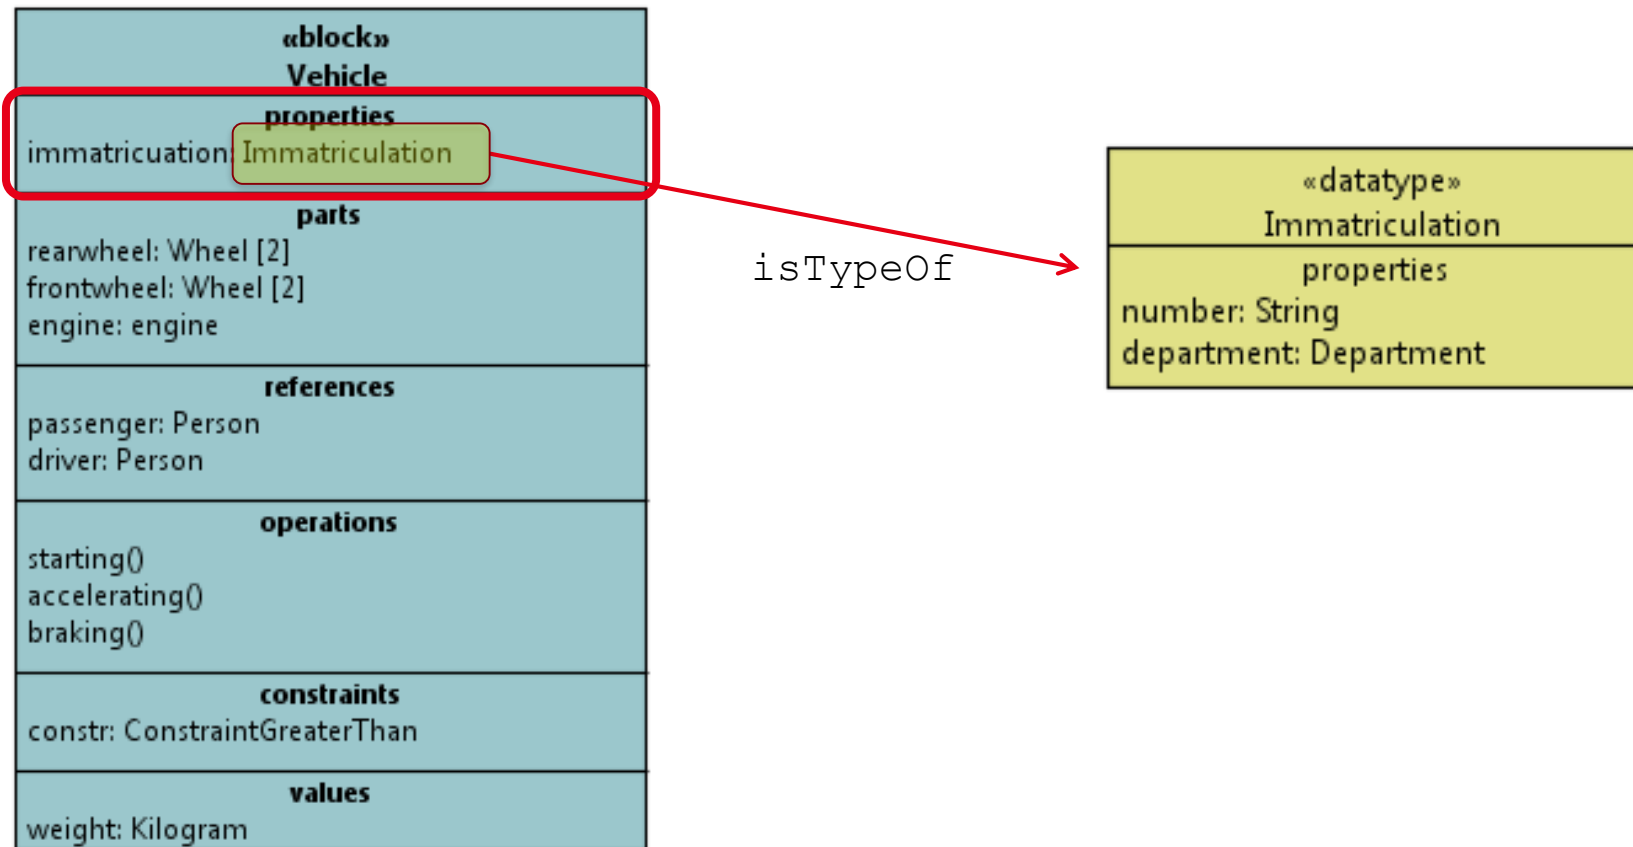 «block»
Vehicle
properties
immatricuation: Immatriculation
parts
rearwheel: Wheel [2]
frontwheel: Wheel [2]
engine: engine
references
passenger: Person
driver: Person
operations
starting()
accelerating()
braking()
constraints
constr: ConstraintGreaterThan
values
weight: Kilogram
isTypeOf
«datatype»
Immatriculation
properties
number: String
department: Department